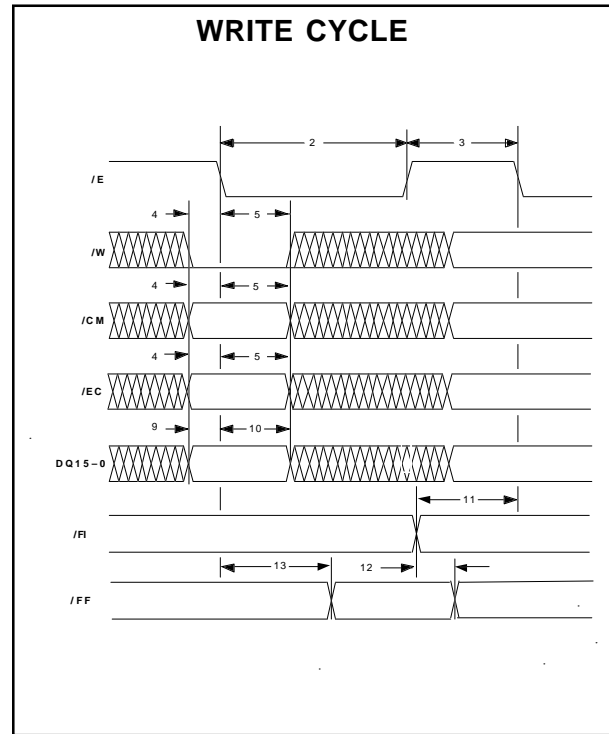 WRITE CYCLE
2 3
/E
4 5
/W
4 5
/CM
4 5
/EC
9 10
DQ15–0
11
/FI
13 12
/FF